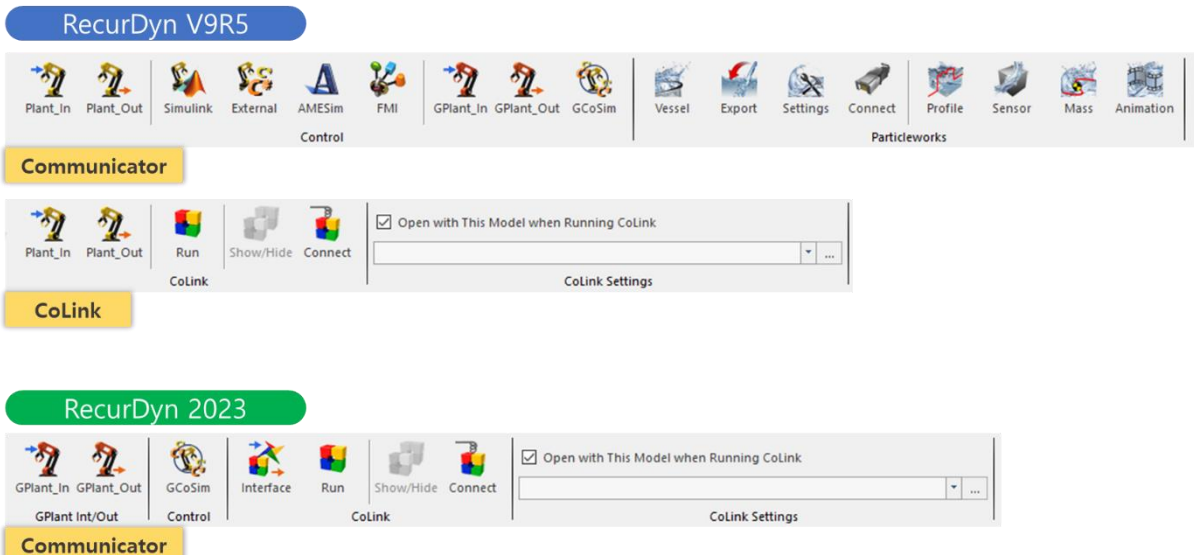 RecurDyn V9R5
Plant_In Plant_Out Simulink External AMESim FMI GPlant_In GPlant_Out GCoSim Vessel Export Settings Connect Profile Sensor Mass Animation
Control Particleworks
Communicator
Open with This Model when Running CoLink
Plant_In Plant_Out Run Show/Hide Connect ...
CoLink CoLink Settings
CoLink
RecurDyn 2023
Open with This Model when Running CoLink
GPlant_In GPlant_Out GCoSim Interface Run Show/Hide Connect ...
GPlant Int/Out Control CoLink CoLink Settings
Communicator